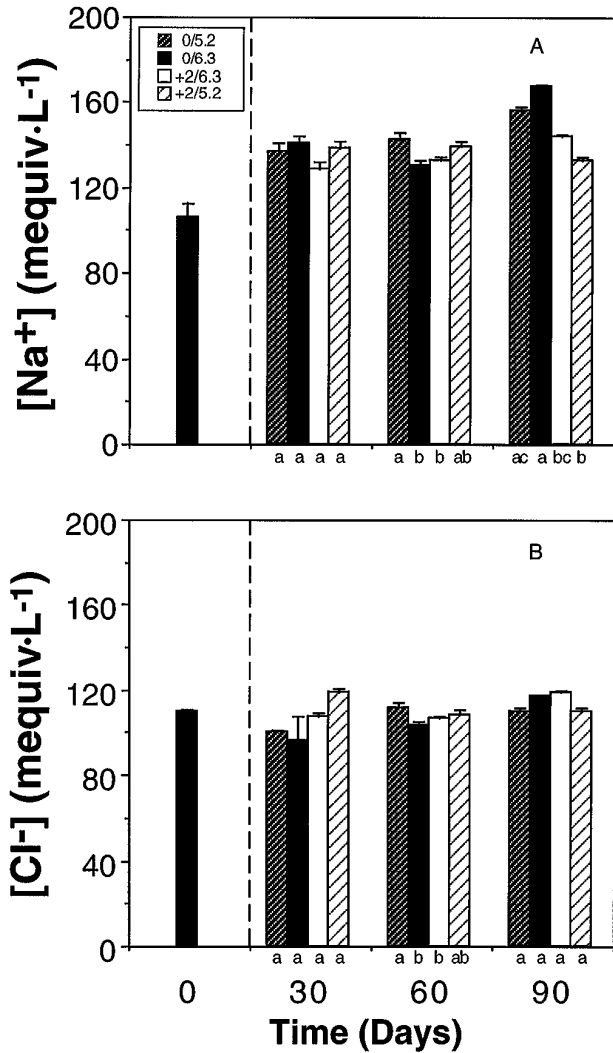 200
160
120
80
40
0
[Na+] (mequiv·L-1)
0/5.2
0/6.3
+2/6.3
+2/5.2
A
a a a a
a b b ab
ac a bc b
200
160
120
80
40
0
[Cl-] (mequiv·L-1)
B
a a a a
a b b ab
a a a a
0 30 60 90
Time (Days)